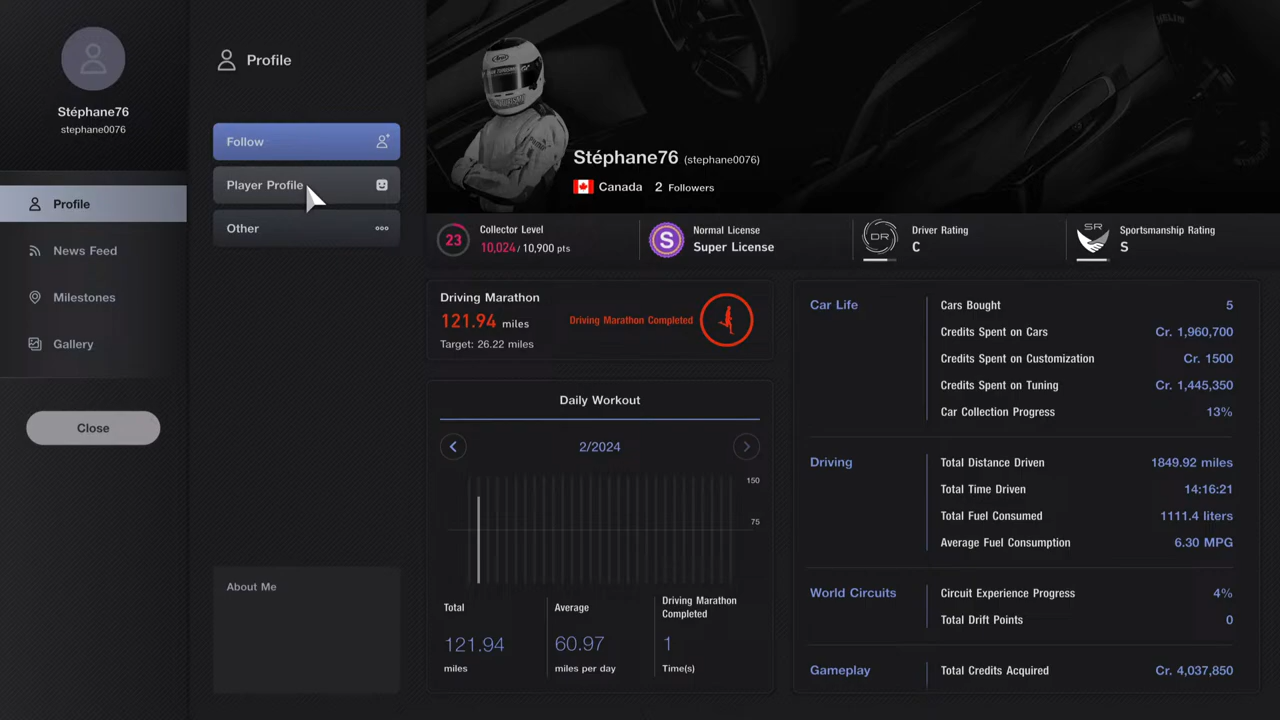 Stéphane76
stephane0076
Profile
News Feed
Milestones
Gallery
Close
Profile
Follow
Player Profile
Other
About Me
Stéphane76 (stephane0076)
Canada 2 Followers
23
Collector Level
10,024 / 10,900 pts
S
Normal License
Super License
DR
Driver Rating
C
SR
Sportsmanship Rating
S
Driving Marathon
121.94 miles
Target: 26.22 miles
Driving Marathon Completed
Daily Workout
2/2024
150
75
Total
121.94
miles
Average
60.97
miles per day
Driving Marathon
Completed
1
Time(s)
Car Life
Cars Bought 5
Credits Spent on Cars Cr. 1,960,700
Credits Spent on Customization Cr. 1500
Credits Spent on Tuning Cr. 1,445,350
Car Collection Progress 13%
Driving
Total Distance Driven 1849.92 miles
Total Time Driven 14:16:21
Total Fuel Consumed 1111.4 liters
Average Fuel Consumption 6.30 MPG
World Circuits
Circuit Experience Progress 4%
Total Drift Points 0
Gameplay
Total Credits Acquired Cr. 4,037,850